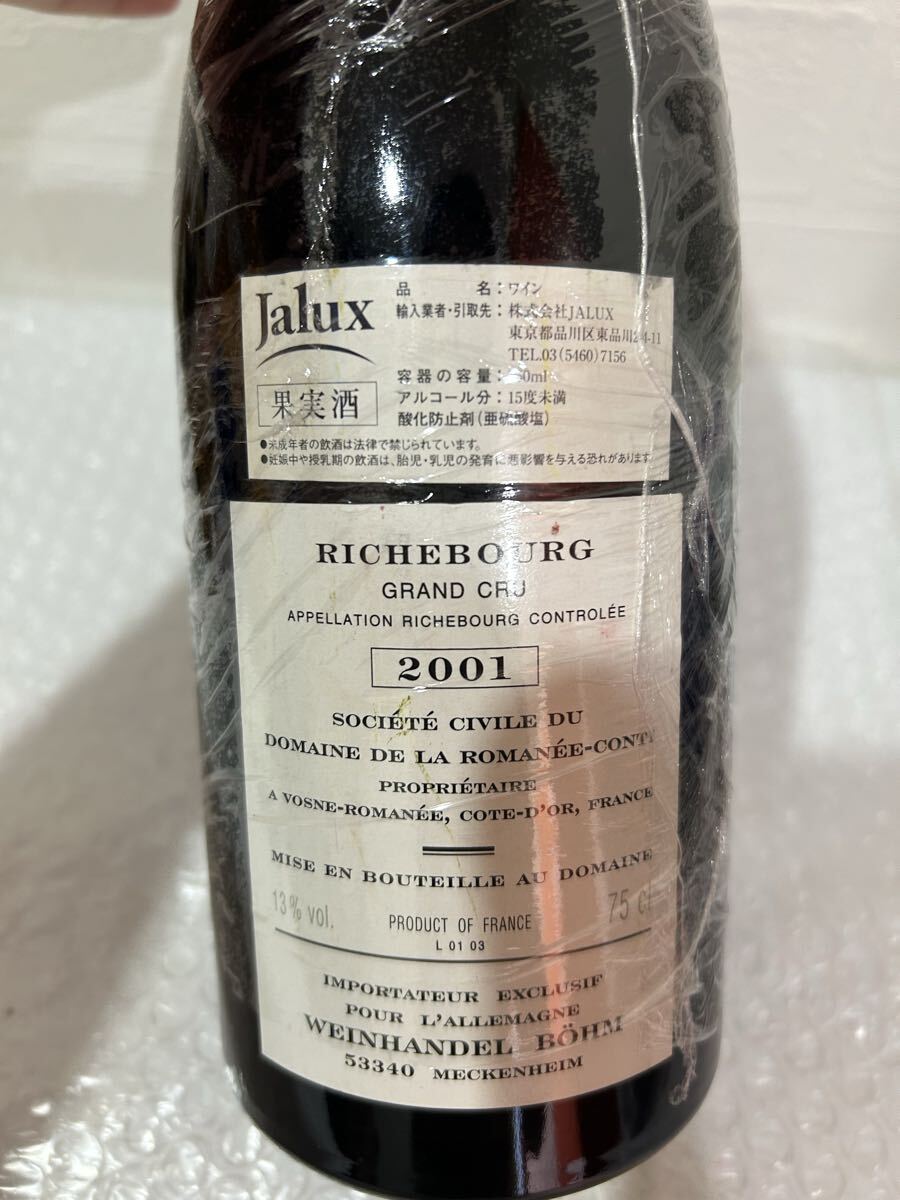 Jalux
果実酒
品名：ワイン
輸入業者・引取先：株式会社JALUX
東京都品川区東品川2-4-11
TEL.03(5460)7156
容器の容量：
アルコール分：15度未満
酸化防止剤(亜硫酸塩)
●未成年者の飲酒は法律で禁じられています。
●妊娠中や授乳期の飲酒は、胎児・乳児の発育に悪影響を与える恐れがあります。
RICHEBOURG
GRAND CRU
APPELLATION RICHEBOURG CONTROLÉE
2001
SOCIÉTÉ CIVILE DU
DOMAINE DE LA ROMANÉE-CONTI
PROPRIÉTAIRE
A VOSNE-ROMANÉE, COTE-D'OR, FRANCE
MISE EN BOUTEILLE AU DOMAINE
13% vol. PRODUCT OF FRANCE 75 cl
L 01 03
IMPORTATEUR EXCLUSIF
POUR L'ALLEMAGNE
WEINHANDEL BÖHM
53340 MECKENHEIM